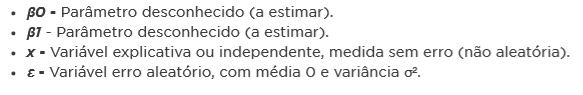 • β0 - Parâmetro desconhecido (a estimar).
• β1 - Parâmetro desconhecido (a estimar).
• x - Variável explicativa ou independente, medida sem erro (não aleatória).
• ε - Variável erro aleatório, com média 0 e variância σ².